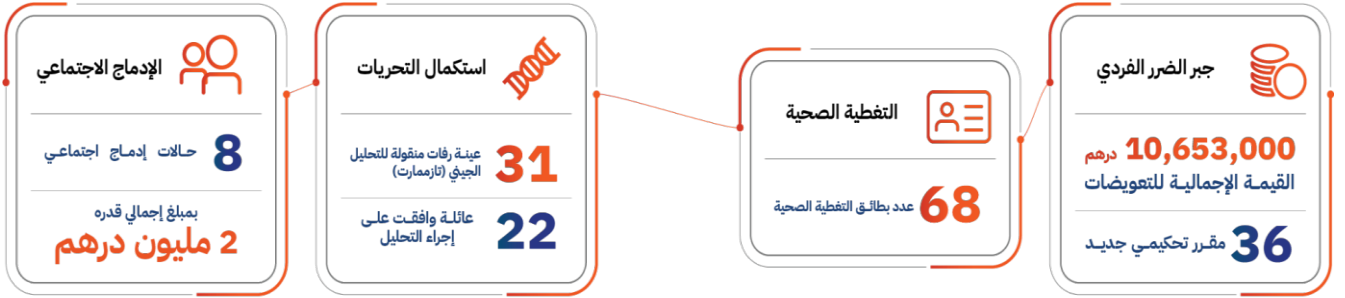 جبر الضرر الفردي
10,653,000 درهم
القيمة الإجمالية للتعويضات
36 مقرر تحكيمي جديد
التغطية الصحية
68 عدد بطائق التغطية الصحية
استكمال التحريات
31 عينة رفات منقولة للتحليل
الجيني (تازممارت)
22 عائلة وافقت على
إجراء التحليل
الإدماج الاجتماعي
8 حالات إدماج اجتماعي
بمبلغ إجمالي قدره
2 مليون درهم